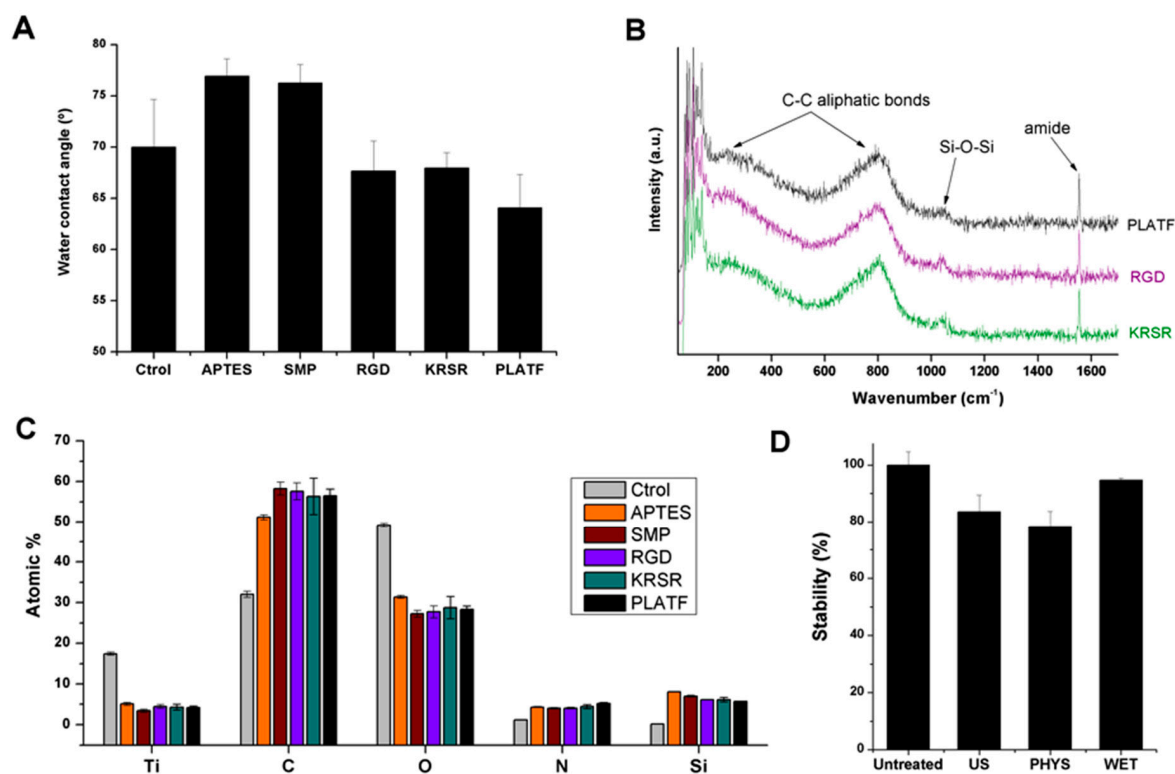 A
80
75
70
65
60
55
50
Water contact angle (º)
Ctrol APTES SMP RGD KRSR PLATF
B
C-C aliphatic bonds
Si-O-Si
amide
PLATF
RGD
KRSR
Intensity (a.u.)
200 400 600 800 1000 1200 1400 1600
Wavenumber (cm⁻¹)
C
70
60
50
40
30
20
10
0
Atomic %
Ctrol
APTES
SMP
RGD
KRSR
PLATF
Ti C O N Si
D
100
80
60
40
20
0
Stability (%)
Untreated US PHYS WET